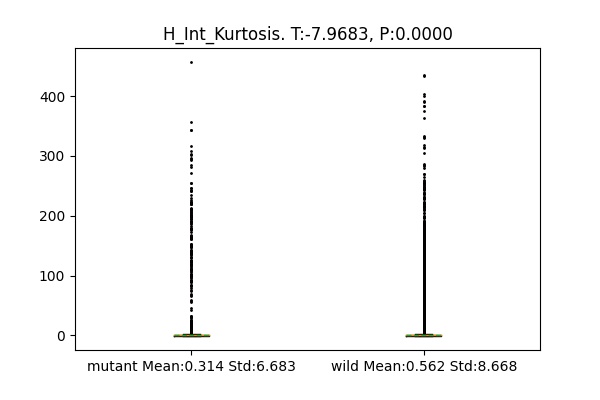 H_Int_Kurtosis. T:-7.9683, P:0.0000
400
300
200
100
0
mutant Mean:0.314 Std:6.683
wild Mean:0.562 Std:8.668